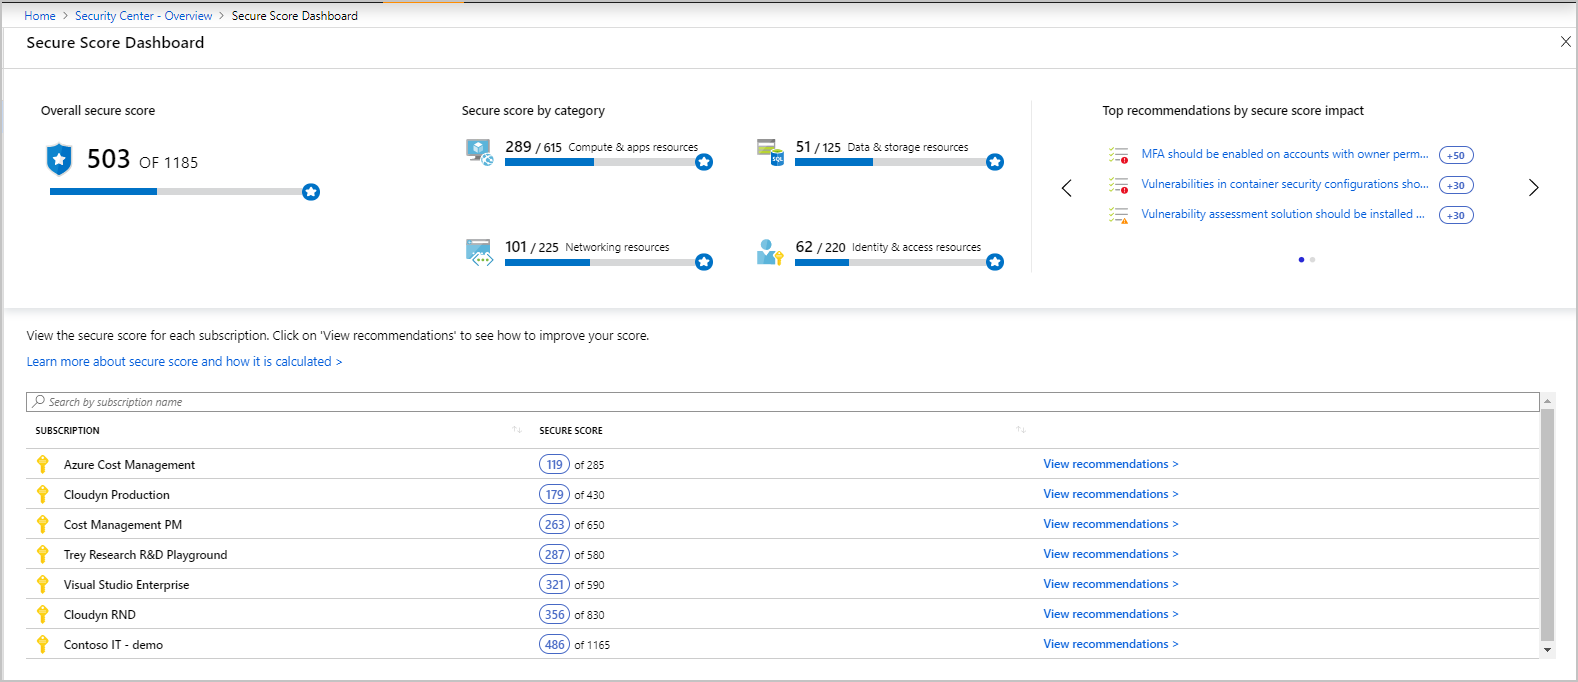 Home > Security Center - Overview > Secure Score Dashboard
Secure Score Dashboard
Overall secure score
503 OF 1185
Secure score by category
289 / 615 Compute & apps resources
51 / 125 Data & storage resources
SQL
101 / 225 Networking resources
62 / 220 Identity & access resources
Top recommendations by secure score impact
MFA should be enabled on accounts with owner perm... +50
Vulnerabilities in container security configurations sho... +30
Vulnerability assessment solution should be installed ... +30
View the secure score for each subscription. Click on 'View recommendations' to see how to improve your score.
Learn more about secure score and how it is calculated >
Search by subscription name
SUBSCRIPTION SECURE SCORE
Azure Cost Management 119 of 285 View recommendations >
Cloudyn Production 179 of 430 View recommendations >
Cost Management PM 263 of 650 View recommendations >
Trey Research R&D Playground 287 of 580 View recommendations >
Visual Studio Enterprise 321 of 590 View recommendations >
Cloudyn RND 356 of 830 View recommendations >
Contoso IT - demo 486 of 1165 View recommendations >